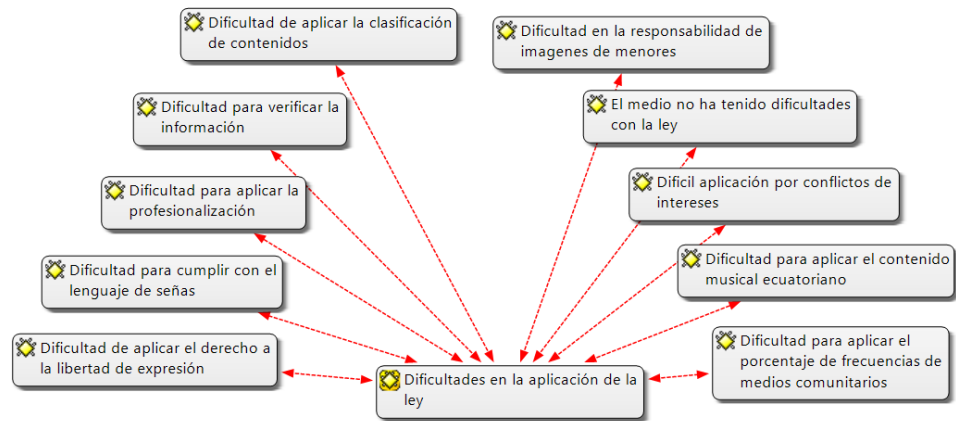 Dificultad de aplicar la clasificación
de contenidos
Dificultad en la responsabilidad de
imagenes de menores
Dificultad para verificar la
información
El medio no ha tenido dificultades
con la ley
Dificultad para aplicar la
profesionalización
Dificil aplicación por conflictos de
intereses
Dificultad para cumplir con el
lenguaje de señas
Dificultad para aplicar el contenido
musical ecuatoriano
Dificultad de aplicar el derecho a
la libertad de expresión
Dificultad para aplicar el
porcentaje de frecuencias de
medios comunitarios
Dificultades en la aplicación de la
ley